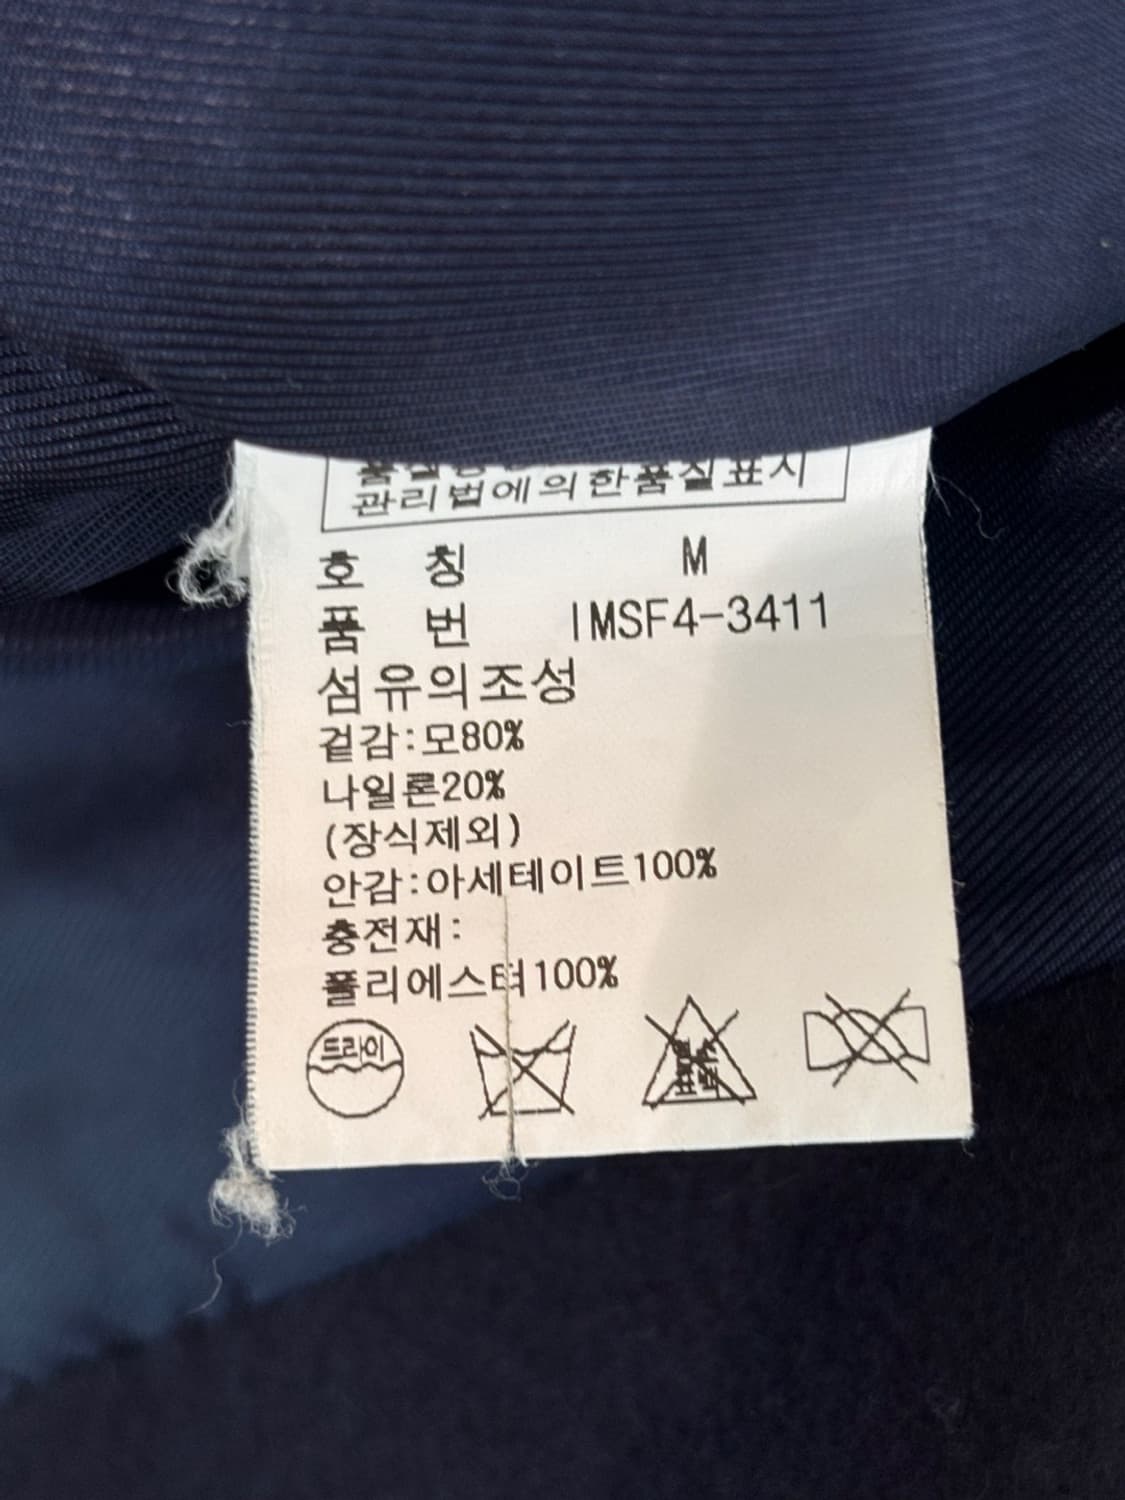 관리법에의한품질표시
호 칭 M
품 번 IMSF4-3411
섬유의조성
겉감:모80%
나일론20%
(장식제외)
안감:아세테이트100%
충전재:
폴리에스터100%
드라이